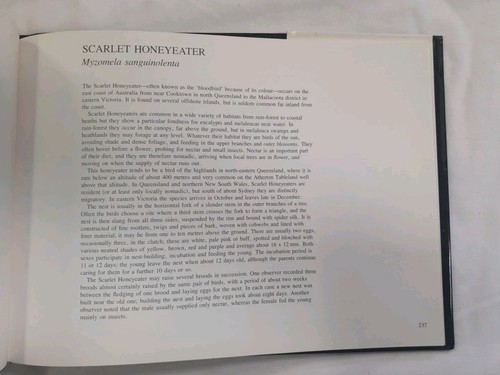 SCARLET HONEYEATER
Myzomela sanguinolenta
The Scarlet Honeyeater—often known as the 'bloodbird' because of its colour—occurs on the
east coast of Australia from near Cooktown in north Queensland to the Mallacoota district in
eastern Victoria. It is found on several offshore islands, but is seldom common far inland from
the coast.
Scarlet Honeyeaters are common in a wide variety of habitats from rain-forest to coastal
heaths but they show a particular fondness for eucalypts and melaleucas near water. In
rain-forest they occur in the canopy, far above the ground, but in melaleuca swamps and
heathlands they may forage at any level. Whatever their habitat they are birds of the sun,
avoiding shade and dense foliage, and feeding in the upper branches and outer blossoms. They
often hover before a flower, probing for nectar and small insects. Nectar is an important part
of their diet, and they are therefore nomadic, arriving when local trees are in flower, and
moving on when the supply of nectar runs out.
This honeyeater tends to be a bird of the highlands in north-eastern Queensland, where it is
rare below an altitude of about 400 metres and very common on the Atherton Tableland well
above that altitude. In Queensland and northern New South Wales, Scarlet Honeyeaters are
resident (or at least only locally nomadic), but south of about Sydney they are distinctly
migratory. In eastern Victoria the species arrives in October and leaves late in December.
The nest is usually in the horizontal fork of a slender stem in the outer branches of a tree.
Often the birds choose a site where a third stem crosses the fork to form a triangle, and the
nest is then slung from all three sides, suspended by the rim and bound with spider silk. It is
constructed of fine rootlets, twigs and pieces of bark, woven with cobwebs and lined with
finer material; it may be from one to ten metres above the ground. There are usually two eggs,
occasionally three, in the clutch; these are white, pale pink or buff, spotted and blotched with
various neutral shades of yellow, brown, red and purple and average about 16 x 12 mm. Both
sexes participate in nest-building, incubation and feeding the young. The incubation period is
11 or 12 days; the young leave the nest when about 12 days old, although the parents continue
caring for them for a further 10 days or so.
The Scarlet Honeyeater may raise several broods in succession. One observer recorded three
broods almost certainly raised by the same pair of birds, with a period of about two weeks
between the fledging of one brood and laying eggs for the next. In each case a new nest was
built near the old one, building the nest and laying the eggs took about eight days. Another
observer noted that the male usually supplied only nectar, whereas the female fed the young
mainly on insects.
237